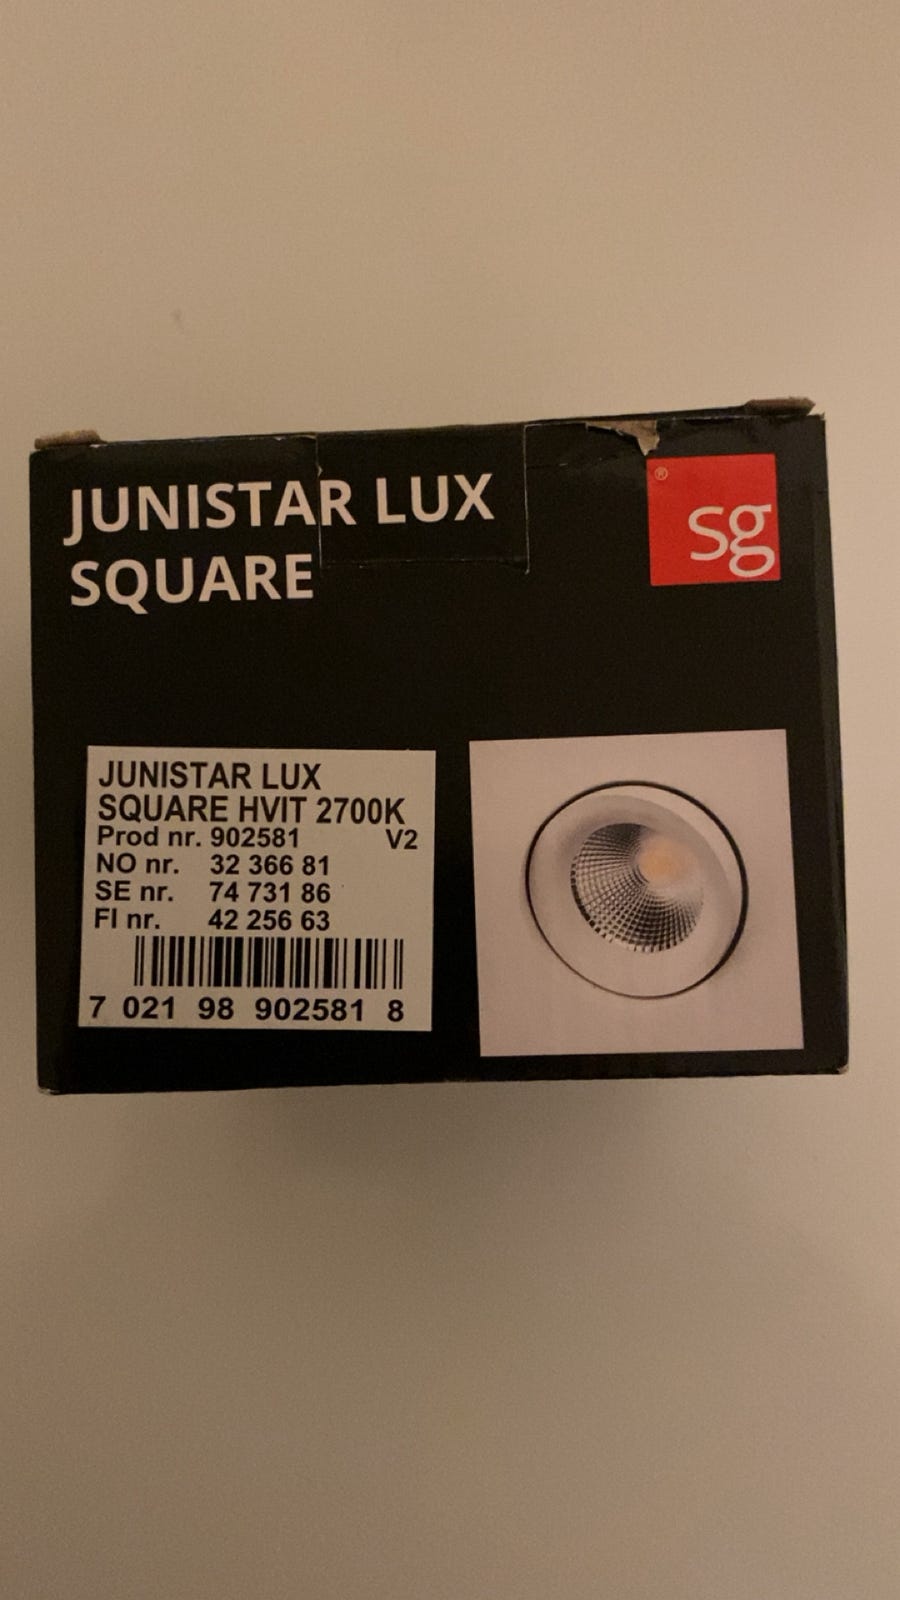 JUNISTAR LUX
SQUARE
® sg
JUNISTAR LUX
SQUARE HVIT 2700K
Prod nr. 902581 V2
NO nr. 32 366 81
SE nr. 74 731 86
FI nr. 42 256 63
7 021 98 902581 8